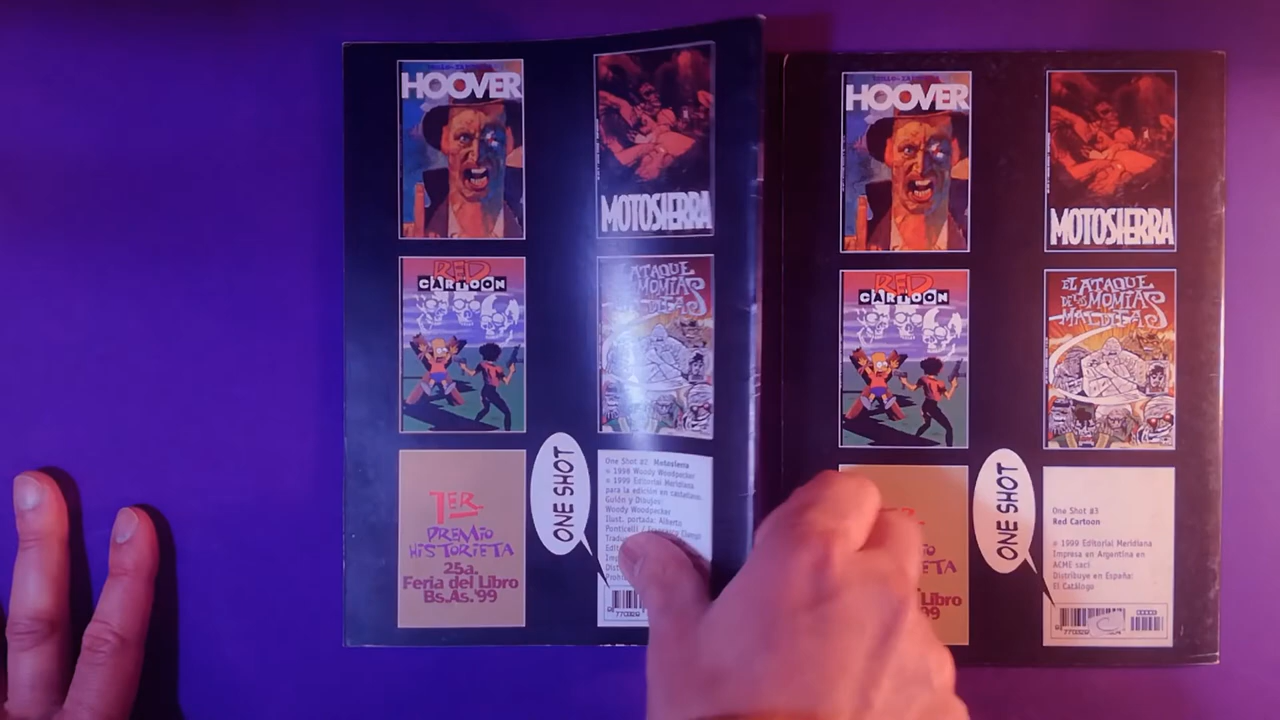 HOOVER
MOTOSIERRA
RED
CARTOON
ATAQUE
MOMIAS
MALDITAS
1ER.
PREMIO
HISTORIETA
25a.
Feria del Libro
Bs.As.'99
ONE SHOT
One Shot #2 Motosierra
© 1998 Woody Woodpecker
© 1999 Editorial Meridiana
para la edición en castellano.
Guión y Dibujos:
Woody Woodpecker
Ilust. portada: Alberto
Ponticelli /
HOOVER
MOTOSIERRA
RED
CARTOON
EL ATAQUE
DE LAS MOMIAS
MALDITAS
Libro
99
ONE SHOT
One Shot #3
Red Cartoon
© 1999 Editorial Meridiana
Impresa en Argentina en
ACME saci
Distribuye en España:
El Catálogo